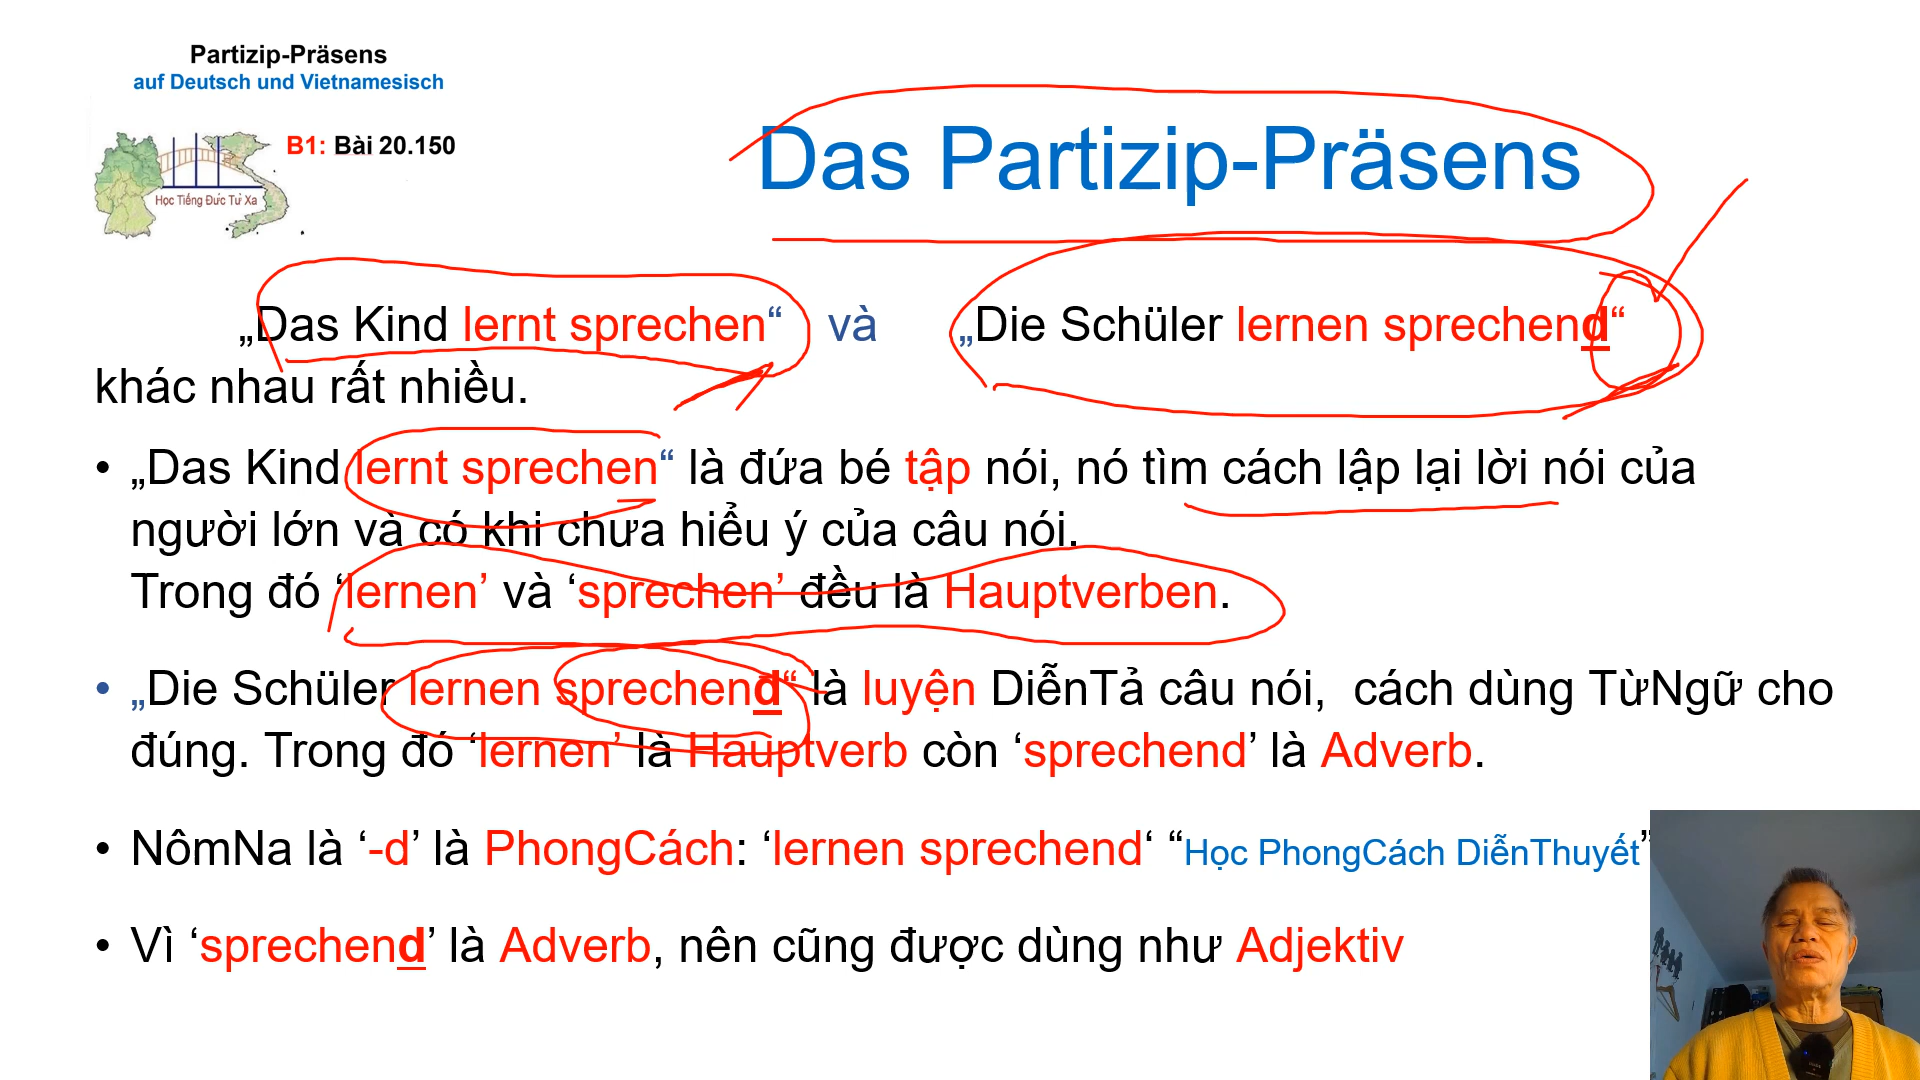 Partizip-Präsens
auf Deutsch und Vietnamesisch
B1: Bài 20.150
Học Tiếng Đức Từ Xa
Das Partizip-Präsens
„Das Kind lernt sprechen“ và „Die Schüler lernen sprechend“
khác nhau rất nhiều.
• „Das Kind lernt sprechen“ là đứa bé tập nói, nó tìm cách lập lại lời nói của
người lớn và có khi chưa hiểu ý của câu nói.
Trong đó ‘lernen’ và ‘sprechen’ đều là Hauptverben.
• „Die Schüler lernen sprechend“ là luyện DiễnTả câu nói, cách dùng TừNgữ cho
đúng. Trong đó ‘lernen’ là Hauptverb còn ‘sprechend’ là Adverb.
• NômNa là ‘-d’ là PhongCách: ‘lernen sprechend‘ “Học PhongCách DiễnThuyết”
• Vì ‘sprechend’ là Adverb, nên cũng được dùng như Adjektiv